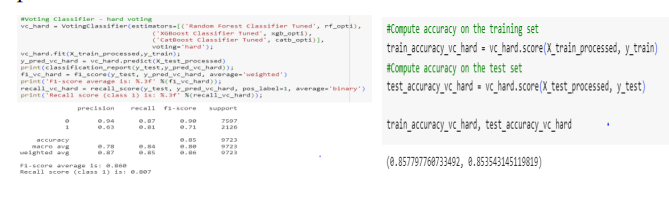 #Voting Classifier - hard voting
vc_hard = VotingClassifier(estimators=[('Random Forest Classifier Tuned', rf_opt1),
('XGBoost Classifier Tuned', xgb_opt1),
('CatBoost Classifier Tuned', catb_opt1)],
voting='hard');
vc_hard.fit(X_train_processed,y_train);
y_pred_vc_hard = vc_hard.predict(X_test_processed)
print(classification_report(y_test,y_pred_vc_hard));
f1_vc_hard = f1_score(y_test, y_pred_vc_hard, average='weighted')
print('F1-score average is: %.3f' %(f1_vc_hard));
recall_vc_hard = recall_score(y_test, y_pred_vc_hard, pos_label=1, average='binary')
print('Recall score (class 1) is: %.3f' %(recall_vc_hard));
precision recall f1-score support
0 0.94 0.87 0.90 7597
1 0.63 0.81 0.71 2126
accuracy 0.85 9723
macro avg 0.78 0.84 0.80 9723
weighted avg 0.87 0.85 0.86 9723
F1-score average is: 0.860
Recall score (class 1) is: 0.807
#Compute accuracy on the training set
train_accuracy_vc_hard = vc_hard.score(X_train_processed, y_train)
#Compute accuracy on the test set
test_accuracy_vc_hard = vc_hard.score(X_test_processed, y_test)
train_accuracy_vc_hard, test_accuracy_vc_hard
(0.857797760733492, 0.853543145119819)